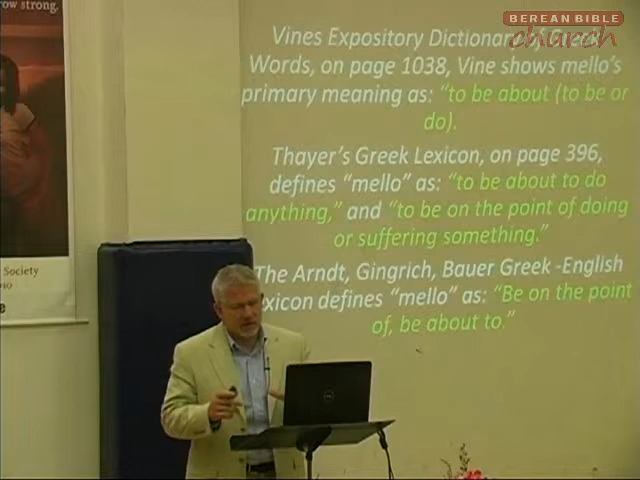 row strong.
BEREAN BIBLE
church
Vines Expository Dictionary of Greek
Words, on page 1038, Vine shows mello's
primary meaning as: "to be about (to be or
do).
Thayer's Greek Lexicon, on page 396,
defines "mello" as: "to be about to do
anything," and "to be on the point of doing
or suffering something."
The Arndt, Gingrich, Bauer Greek -English
exicon defines "mello" as: "Be on the point
of, be about to."
Society